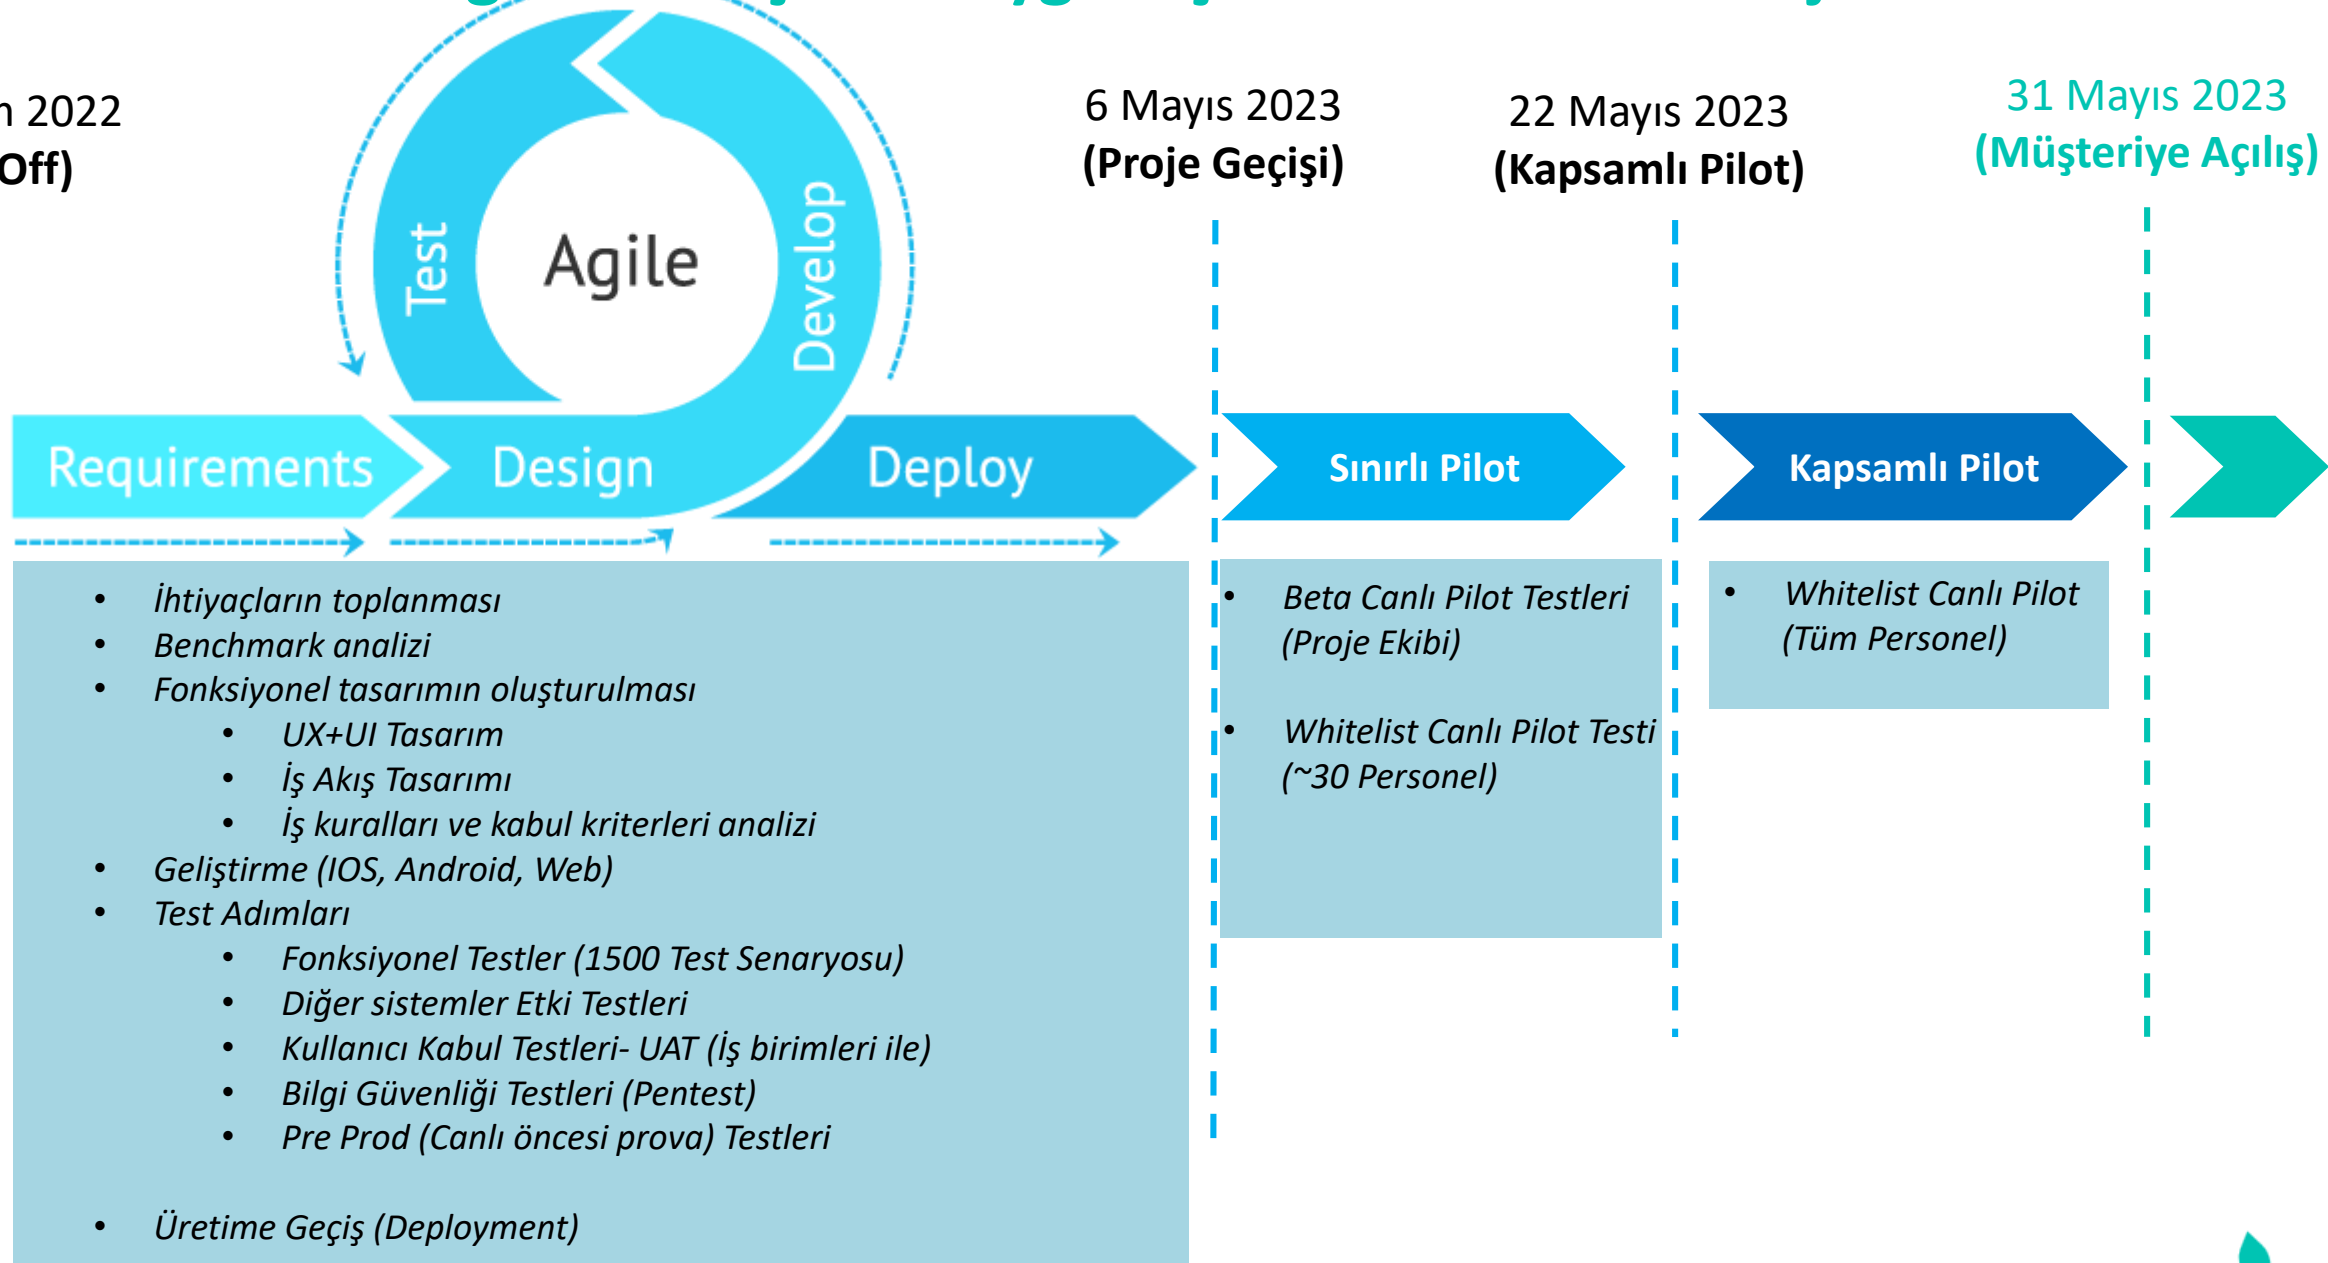 2022
Off)
6 Mayıs 2023
(Proje Geçişi)
22 Mayıs 2023
(Kapsamlı Pilot)
31 Mayıs 2023
(Müşteriye Açılış)
Test
Agile
Develop
Requirements
Design
Deploy
Sınırlı Pilot
Kapsamlı Pilot
• İhtiyaçların toplanması
• Benchmark analizi
• Fonksiyonel tasarımın oluşturulması
• UX+UI Tasarım
• İş Akış Tasarımı
• İş kuralları ve kabul kriterleri analizi
• Geliştirme (IOS, Android, Web)
• Test Adımları
• Fonksiyonel Testler (1500 Test Senaryosu)
• Diğer sistemler Etki Testleri
• Kullanıcı Kabul Testleri- UAT (İş birimleri ile)
• Bilgi Güvenliği Testleri (Pentest)
• Pre Prod (Canlı öncesi prova) Testleri
• Üretime Geçiş (Deployment)
• Beta Canlı Pilot Testleri
(Proje Ekibi)
• Whitelist Canlı Pilot Testi
(~30 Personel)
• Whitelist Canlı Pilot
(Tüm Personel)